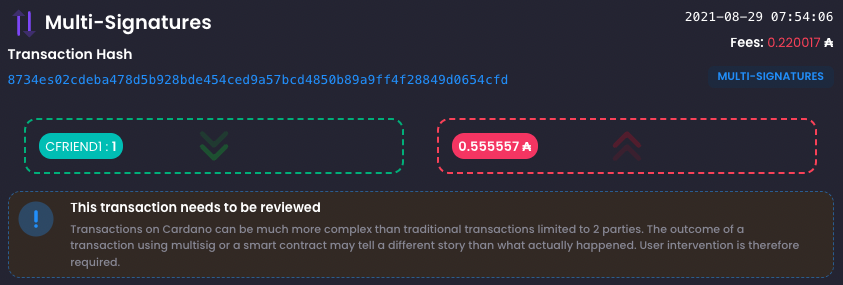 Multi-Signatures
2021-08-29 07:54:06
Fees: 0.220017 ₳
Transaction Hash
8734es02cdeba478d5b928bde454ced9a57bcd4850b89a9ff4f28849d0654cfd
MULTI-SIGNATURES
CFRIEND1 : 1
0.555557 ₳
This transaction needs to be reviewed
Transactions on Cardano can be much more complex than traditional transactions limited to 2 parties. The outcome of a
transaction using multisig or a smart contract may tell a different story than what actually happened. User intervention is therefore
required.